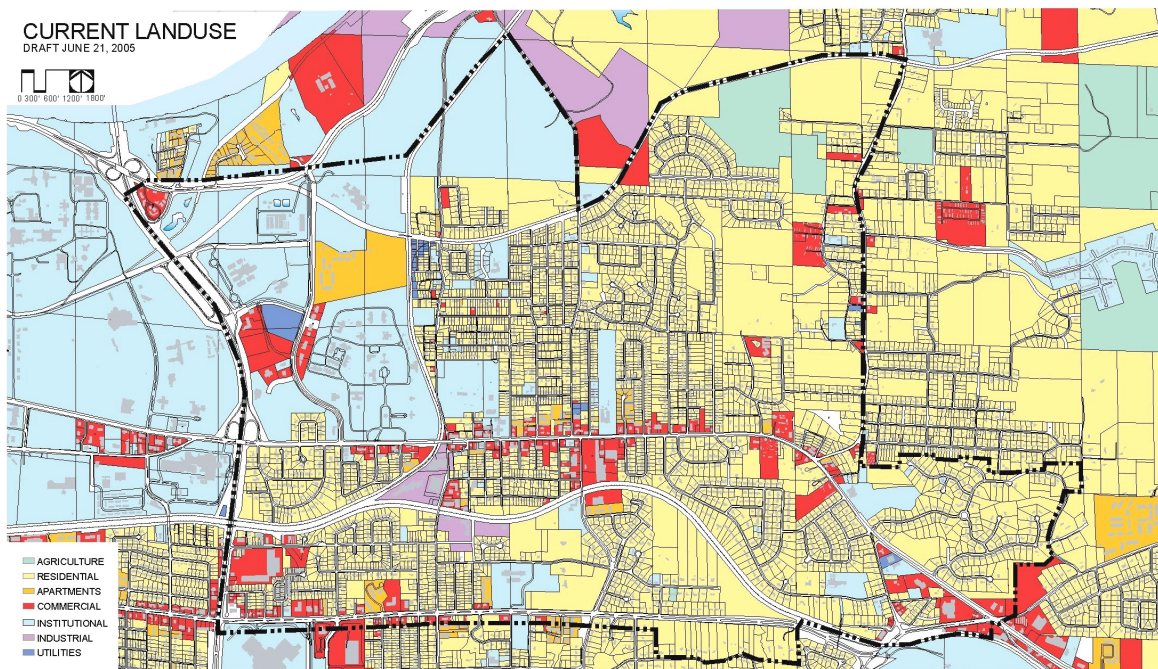 CURRENT LANDUSE
DRAFT JUNE 21, 2005
0 300' 600' 1200' 1800'
AGRICULTURE
RESIDENTIAL
APARTMENTS
COMMERCIAL
INSTITUTIONAL
INDUSTRIAL
UTILITIES